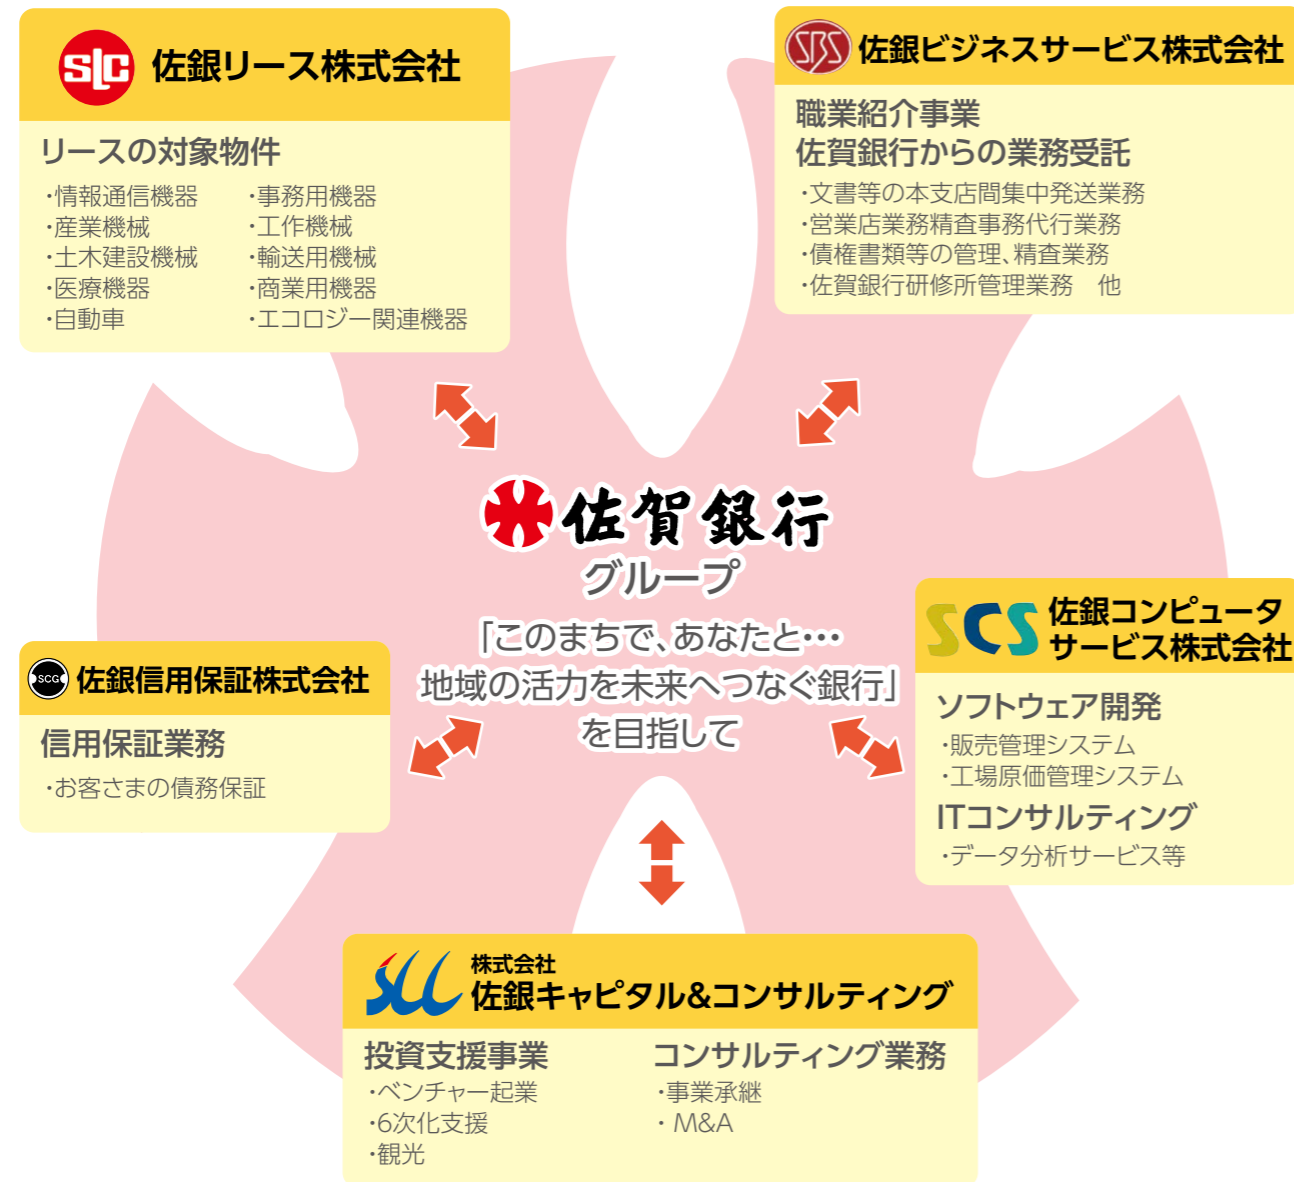 slc 佐銀リース株式会社
リースの対象物件
・情報通信機器
・産業機械
・土木建設機械
・医療機器
・自動車
・事務用機器
・工作機械
・輸送用機械
・商業用機器
・エコロジー関連機器
SBS 佐銀ビジネスサービス株式会社
職業紹介事業
佐賀銀行からの業務受託
・文書等の本支店間集中発送業務
・営業店業務精査事務代行業務
・債権書類等の管理、精査業務
・佐賀銀行研修所管理業務　他
佐賀銀行
グループ
「このまちで、あなたと…
地域の活力を未来へつなぐ銀行」
を目指して
SCG 佐銀信用保証株式会社
信用保証業務
・お客さまの債務保証
SCS 佐銀コンピュータ
サービス株式会社
ソフトウェア開発
・販売管理システム
・工場原価管理システム
ITコンサルティング
・データ分析サービス等
株式会社
佐銀キャピタル&コンサルティング
投資支援事業
・ベンチャー起業
・6次化支援
・観光
コンサルティング業務
・事業承継
・M&A